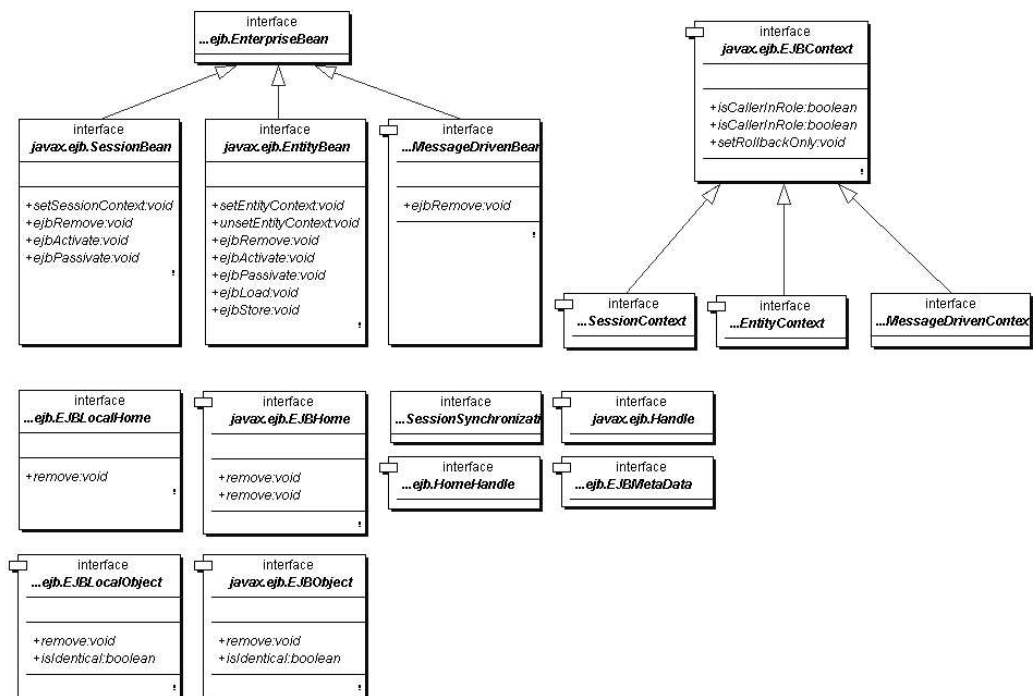 interface
...ejb.EnterpriseBean
interface
javax.ejb.EJBContext
+isCallerInRole:boolean
+isCallerInRole:boolean
+setRollbackOnly:void
interface
javax.ejb.SessionBean
+setSessionContext:void
+ejbRemove:void
+ejbActivate:void
+ejbPassivate:void
interface
javax.ejb.EntityBean
+setEntityContext:void
+unsetEntityContext:void
+ejbRemove:void
+ejbActivate:void
+ejbPassivate:void
+ejbLoad:void
+ejbStore:void
interface
...MessageDrivenBean
+ejbRemove:void
interface
...SessionContext
interface
...EntityContext
interface
...MessageDrivenContex
interface
...ejb.EJBLocalHome
+remove:void
interface
javax.ejb.EJBHome
+remove:void
+remove:void
interface
...SessionSynchronizati
interface
javax.ejb.Handle
interface
...ejb.HomeHandle
interface
...ejb.EJBMetaData
interface
...ejb.EJBLocalObject
+remove:void
+isIdentical:boolean
interface
javax.ejb.EJBObject
+remove:void
+isIdentical:boolean